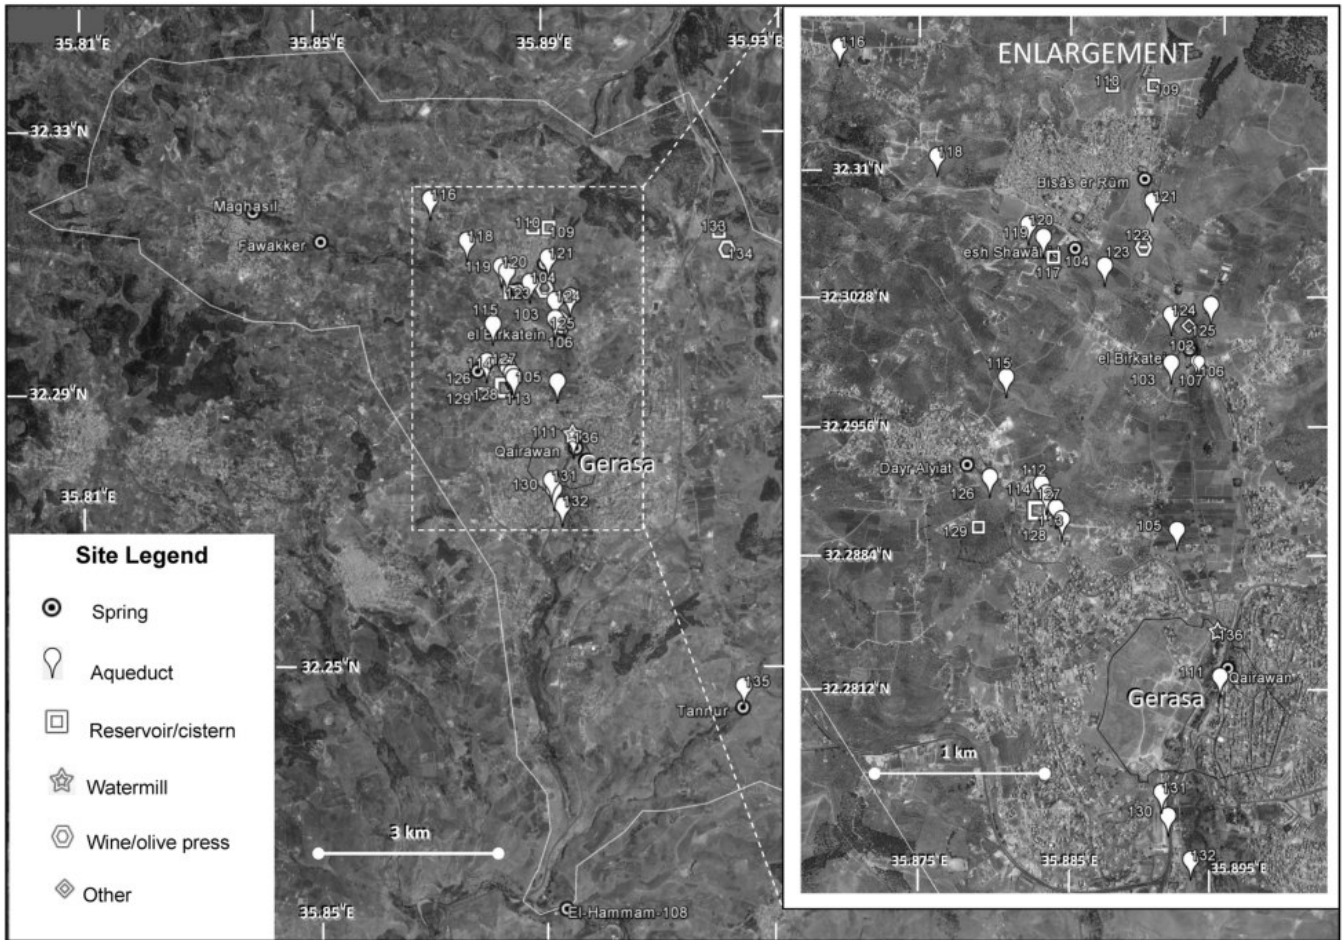 35.81°E
35.85°E
35.89°E
35.93°E
32.33°N
116
Maghasil
Fawakker
118
110
109
133
134
121
120
119
104
123
103
124
115
125
el Birkatein
106
114
127
126
105
128
129
113
32.29°N
111
136
Qairawan
Gerasa
131
130
132
35.81°E
32.25°N
135
Tannur
3 km
35.85°E
El-Hammam-108
Site Legend
Spring
Aqueduct
Reservoir/cistern
Watermill
Wine/olive press
Other
ENLARGEMENT
116
109
118
32.31°N
Bisâs er Rûm
121
120
119
122
esh Shawâl
104
117
123
32.3028°N
124
125
102
el Birkatei
106
103
107
115
32.2956°N
Dayr Alyiat
112
126
114
127
113
129
128
105
32.2884°N
136
111
Qairawan
Gerasa
32.2812°N
1 km
131
130
132
35.875°E
35.885°E
35.895°E